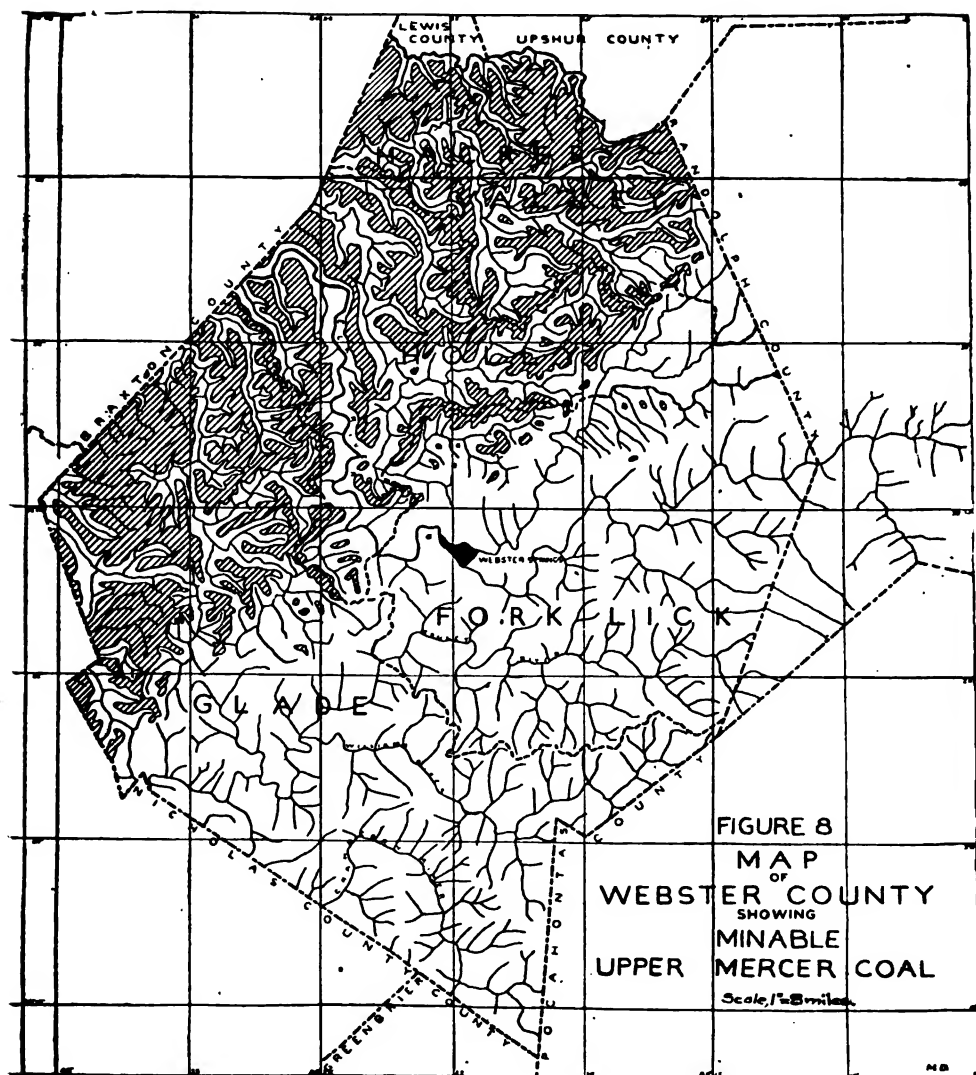 LEWIS
COUNTY
UPSHUR COUNTY
RANDOLPH COUNTY
BRAXTON COUNTY
HOLLY
WEBSTER SPRINGS
FORK LICK
GLADE
NICHOLAS COUNTY
GREENBRIER COUNTY
POCAHONTAS COUNTY
FIGURE 8
MAP
OF
WEBSTER COUNTY
SHOWING
MINABLE
UPPER MERCER COAL
Scale, 1"=8 miles